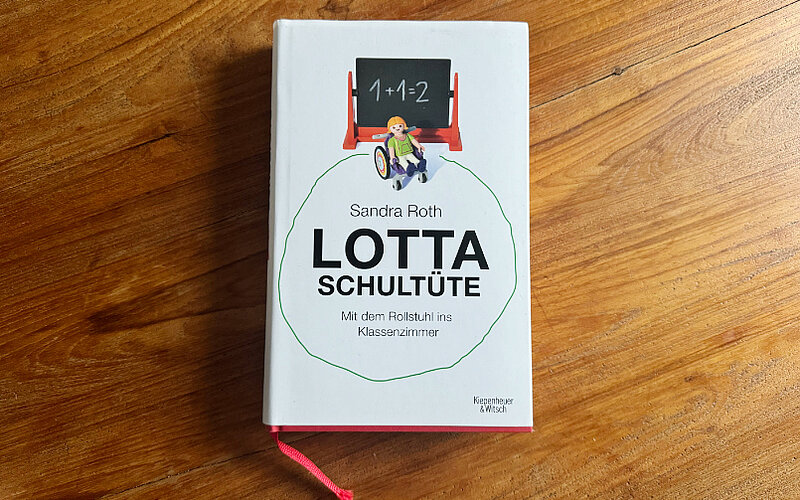 1+1=2
Sandra Roth
LOTTA
SCHULTÜTE
Mit dem Rollstuhl ins
Klassenzimmer
Kiepenheuer
&Witsch